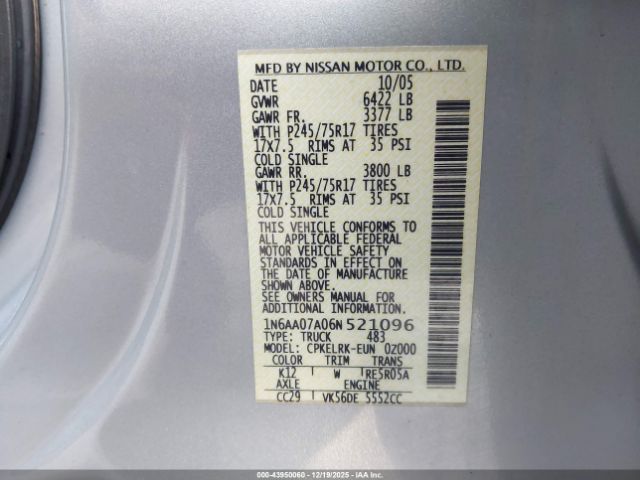 MFD BY NISSAN MOTOR CO., LTD.
DATE 10/05
GVWR 6422 LB
GAWR FR. 3377 LB
WITH P245/75R17 TIRES
17X7.5 RIMS AT 35 PSI
COLD SINGLE
GAWR RR. 3800 LB
WITH P245/75R17 TIRES
17X7.5 RIMS AT 35 PSI
COLD SINGLE
THIS VEHICLE CONFORMS TO
ALL APPLICABLE FEDERAL
MOTOR VEHICLE SAFETY
STANDARDS IN EFFECT ON
THE DATE OF MANUFACTURE
SHOWN ABOVE.
SEE OWNERS MANUAL FOR
ADDITIONAL INFORMATION.
1N6AA07A06N521096
TYPE: TRUCK 483
MODEL: CPKELRK-EUN 0Z000
COLOR TRIM TRANS
K12 W RE5R05A
AXLE ENGINE
CC29 VK56DE 5552CC
000-43950060 - 12/19/2025 - IAAI.COM